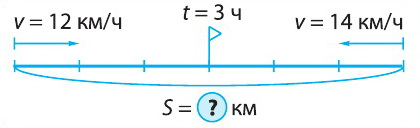 v = 12 км/ч
t = 3 ч
v = 14 км/ч
S = ? км